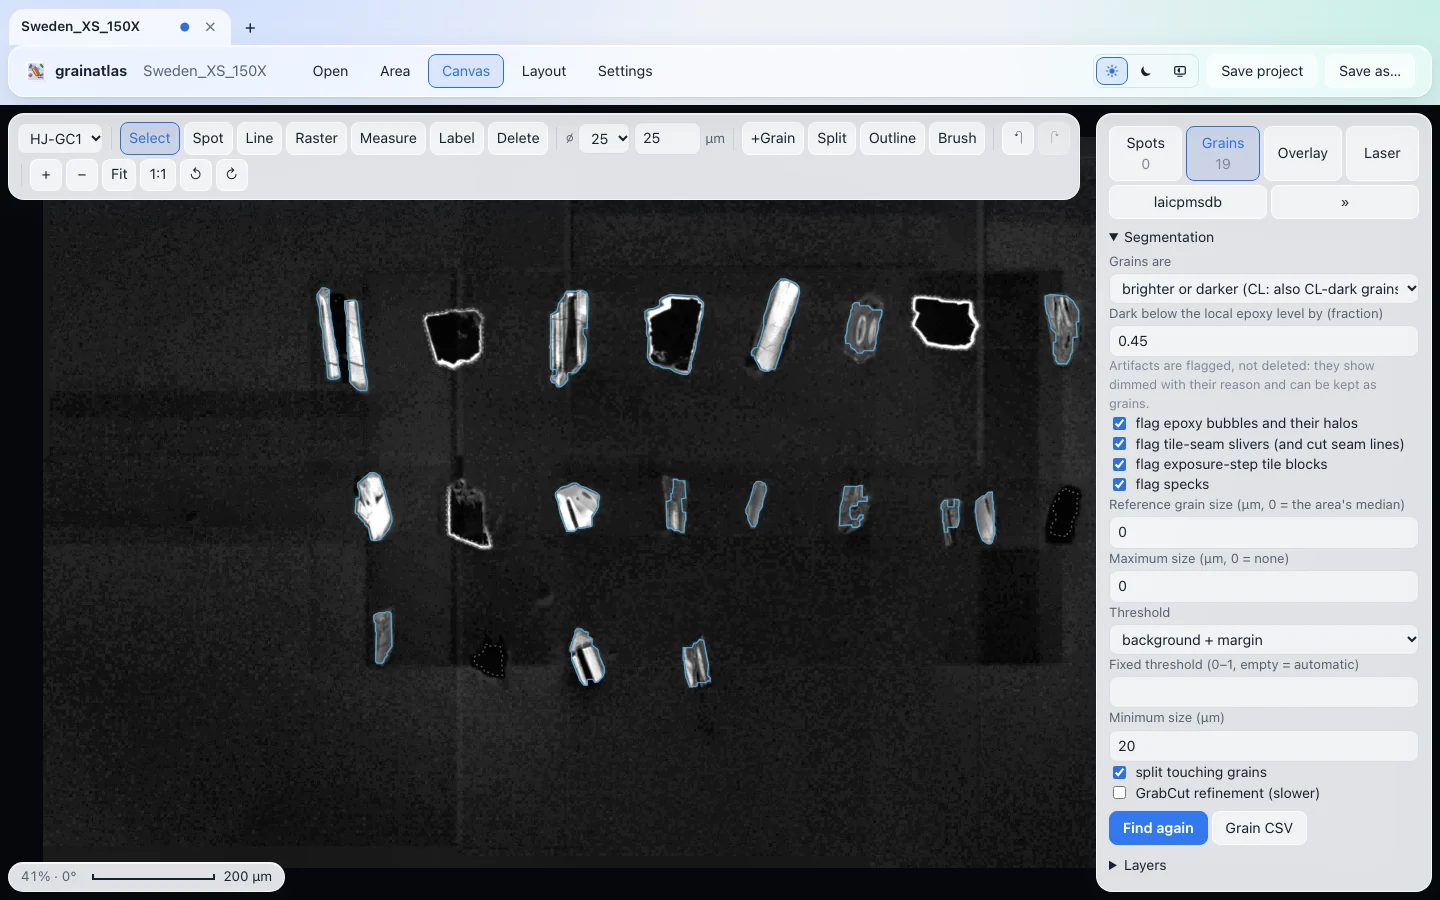 Sweden_XS_150X
grainatlas Sweden_XS_150X Open Area Canvas Layout Settings Save project Save as...
HJ-GC1 Select Spot Line Raster Measure Label Delete ⌀ 25 25 µm +Grain Split Outline Brush
+ − Fit 1:1
Spots 0 Grains 19 Overlay Laser
laicpmsdb »
Segmentation
Grains are
brighter or darker (CL: also CL-dark grains
Dark below the local epoxy level by (fraction)
0.45
Artifacts are flagged, not deleted: they show
dimmed with their reason and can be kept as
grains.
flag epoxy bubbles and their halos
flag tile-seam slivers (and cut seam lines)
flag exposure-step tile blocks
flag specks
Reference grain size (µm, 0 = the area's median)
0
Maximum size (µm, 0 = none)
0
Threshold
background + margin
Fixed threshold (0–1, empty = automatic)
Minimum size (µm)
20
split touching grains
GrabCut refinement (slower)
Find again Grain CSV
Layers
41% · 0° 200 µm